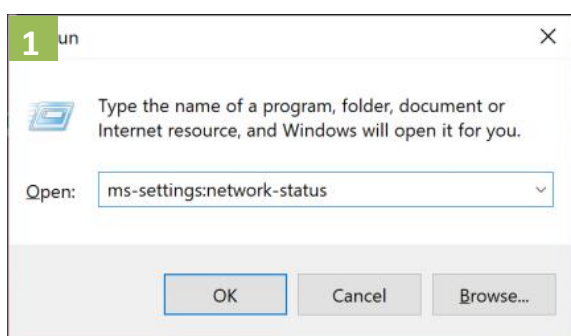 1 un
Type the name of a program, folder, document or
Internet resource, and Windows will open it for you.
Open: ms-settings:network-status
OK Cancel Browse...